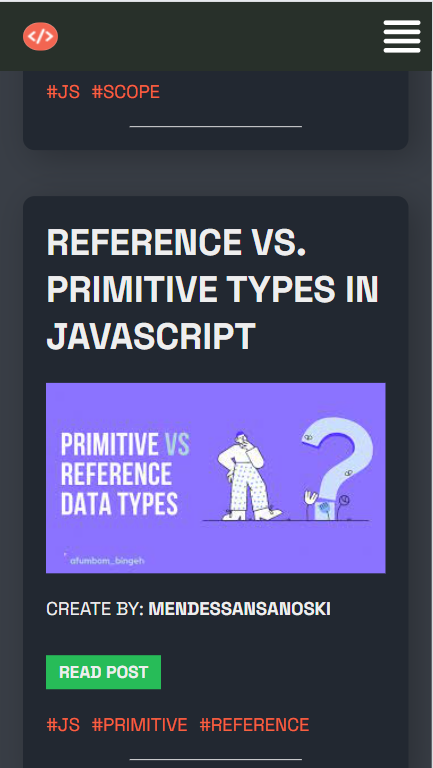 </>
#JS #SCOPE
REFERENCE VS.
PRIMITIVE TYPES IN
JAVASCRIPT
PRIMITIVE VS
REFERENCE
DATA TYPES
afumbom_bingeh
CREATE BY: MENDESSANSANOSKI
READ POST
#JS #PRIMITIVE #REFERENCE